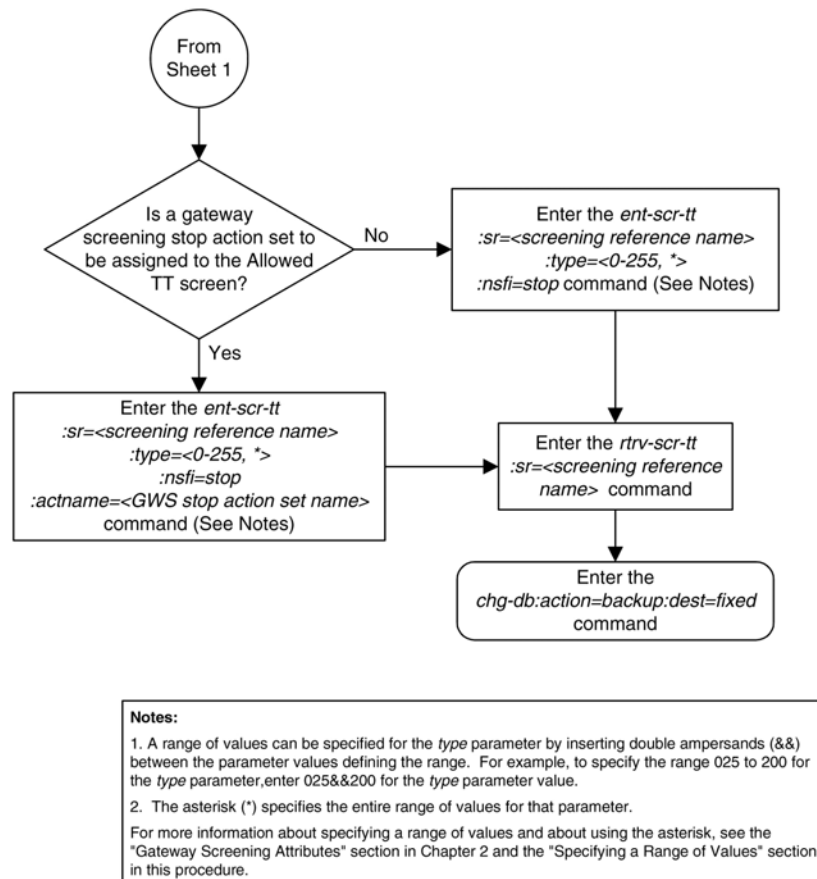 From
Sheet 1
Is a gateway
screening stop action set to
be assigned to the Allowed
TT screen?
No
Enter the ent-scr-tt
:sr=<screening reference name>
:type=<0-255, *>
:nsfi=stop command (See Notes)
Yes
Enter the ent-scr-tt
:sr=<screening reference name>
:type=<0-255, *>
:nsfi=stop
:actname=<GWS stop action set name>
command (See Notes)
Enter the rtrv-scr-tt
:sr=<screening reference
name> command
Enter the
chg-db:action=backup:dest=fixed
command
Notes:
1. A range of values can be specified for the type parameter by inserting double ampersands (&&)
between the parameter values defining the range. For example, to specify the range 025 to 200 for
the type parameter,enter 025&&200 for the type parameter value.
2. The asterisk (*) specifies the entire range of values for that parameter.
For more information about specifying a range of values and about using the asterisk, see the
"Gateway Screening Attributes" section in Chapter 2 and the "Specifying a Range of Values" section
in this procedure.